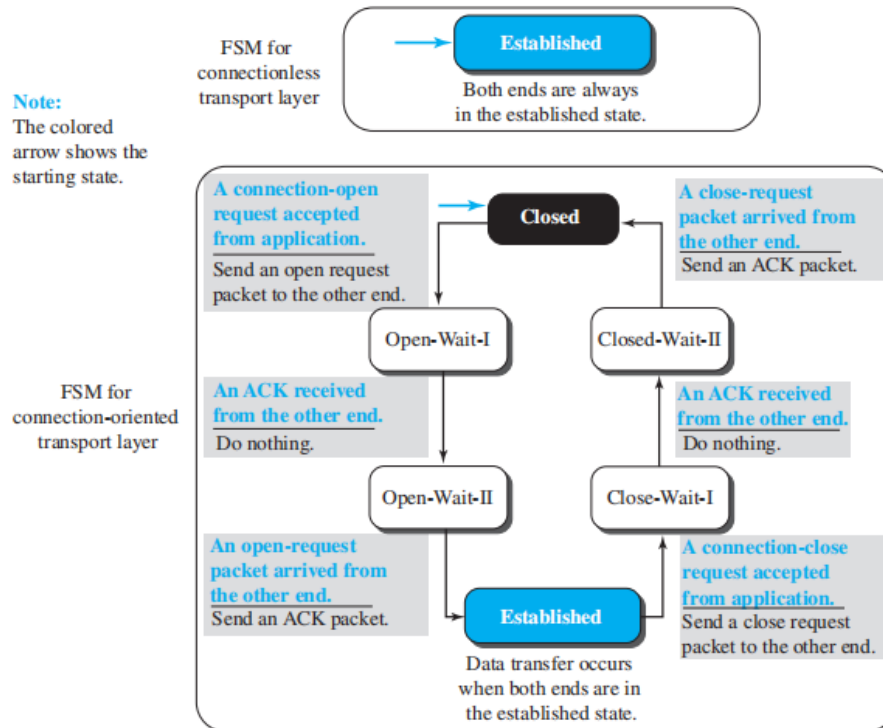 FSM for
connectionless
transport layer
Established
Both ends are always
in the established state.
Note:
The colored
arrow shows the
starting state.
A connection-open
request accepted
from application.
Send an open request
packet to the other end.
Closed
A close-request
packet arrived from
the other end.
Send an ACK packet.
Open-Wait-I
Closed-Wait-II
FSM for
connection-oriented
transport layer
An ACK received
from the other end.
Do nothing.
An ACK received
from the other end.
Do nothing.
Open-Wait-II
Close-Wait-I
An open-request
packet arrived from
the other end.
Send an ACK packet.
Established
A connection-close
request accepted
from application.
Send a close request
packet to the other end.
Data transfer occurs
when both ends are in
the established state.